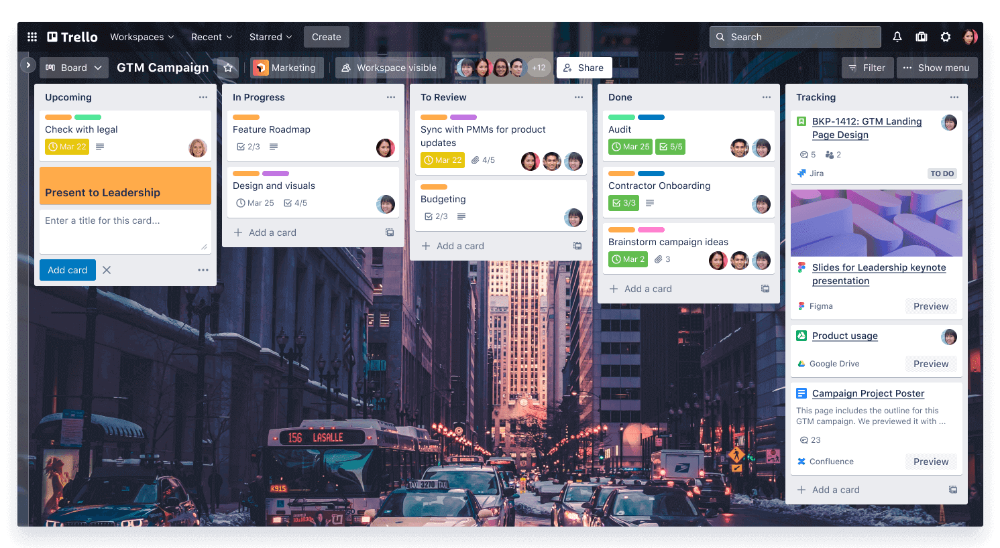 Trello
Workspaces
Recent
Starred
Create
Search
Board
GTM Campaign
Marketing
Workspace visible
+12
Share
Filter
Show menu
Upcoming
Check with legal
Mar 22
Present to Leadership
Enter a title for this card...
Add card
In Progress
Feature Roadmap
2/3
Design and visuals
Mar 25 4/5
Add a card
To Review
Sync with PMMs for product
updates
Mar 22 4/5
Budgeting
2/3
Add a card
Done
Audit
Mar 25 5/5
Contractor Onboarding
3/3
Brainstorm campaign ideas
Mar 2 3
Add a card
Tracking
BKP-1412: GTM Landing
Page Design
5 2
Jira
TO DO
Slides for Leadership keynote
presentation
Figma
Preview
Product usage
Google Drive
Preview
Campaign Project Poster
This page includes the outline for this
GTM campaign. We previewed it with ...
23
Confluence
Preview
Add a card
156 LASALLE
K915
TAXI 3270 TAXI